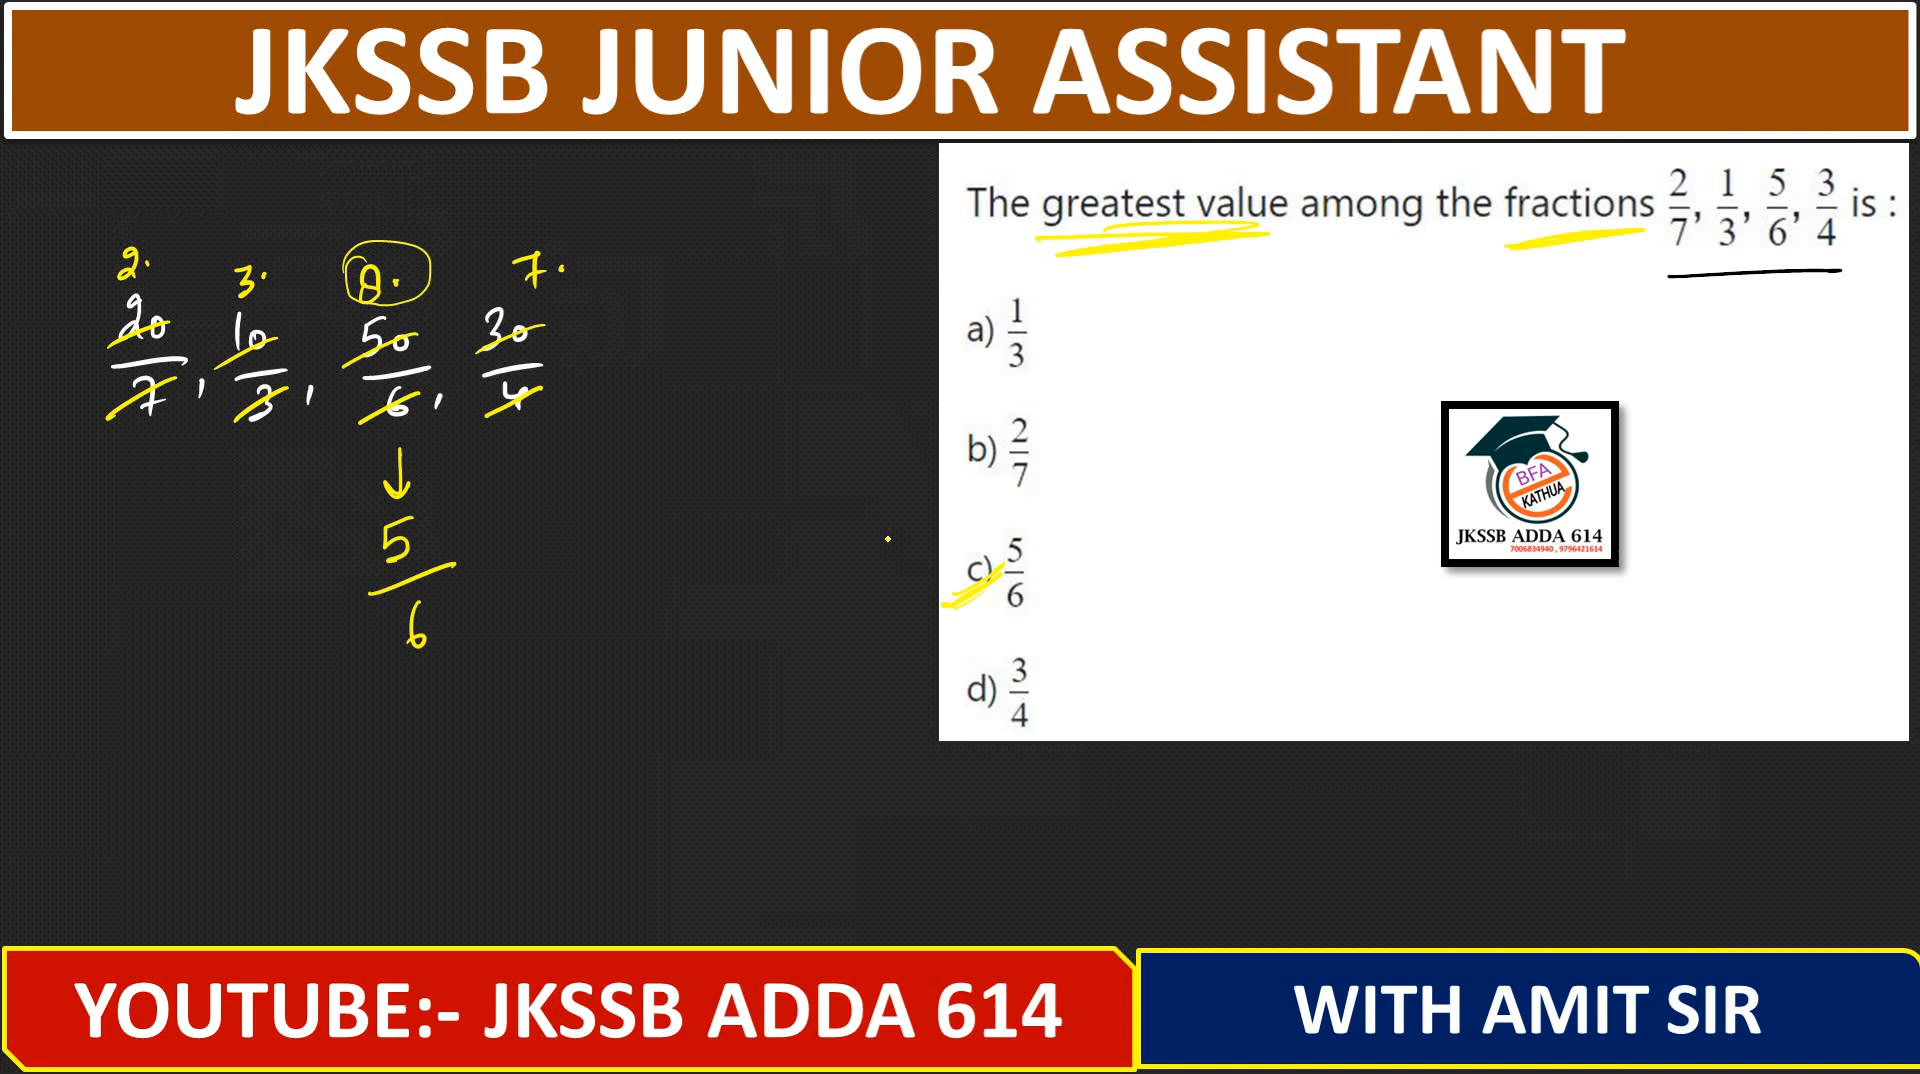 JKSSB JUNIOR ASSISTANT
The greatest value among the fractions 2/7, 1/3, 5/6, 3/4 is :
a) 1/3
b) 2/7
c) 5/6
d) 3/4
2. 3. 8. 7.
20/7, 10/3, 50/6, 30/4
5/6
BFA
KATHUA
JKSSB ADDA 614
7006834940 , 9796421614
YOUTUBE:- JKSSB ADDA 614
WITH AMIT SIR